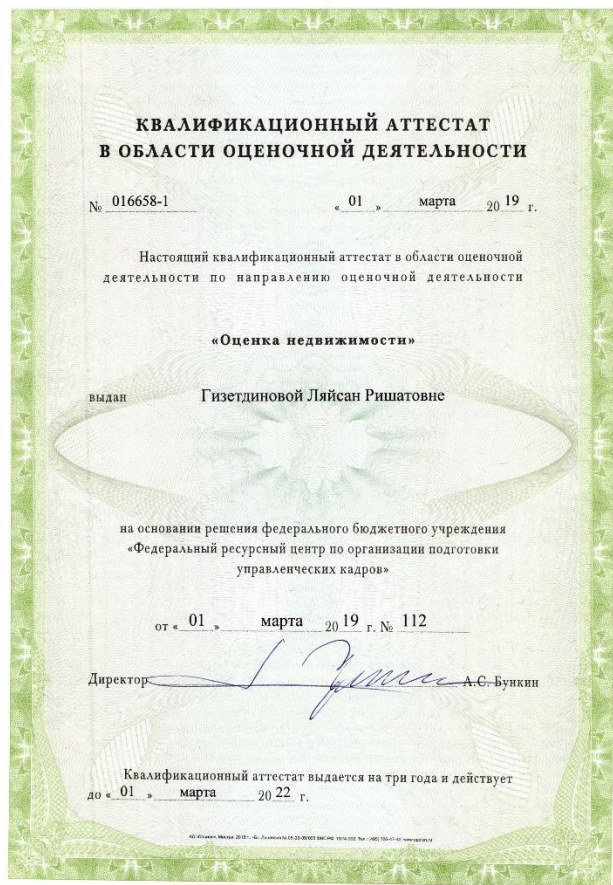 КВАЛИФИКАЦИОННЫЙ АТТЕСТАТ
В ОБЛАСТИ ОЦЕНОЧНОЙ ДЕЯТЕЛЬНОСТИ
№ 016658-1 « 01 » марта 20 19 г.
Настоящий квалификационный аттестат в области оценочной
деятельности по направлению оценочной деятельности
«Оценка недвижимости»
выдан Гизетдиновой Ляйсан Ришатовне
на основании решения федерального бюджетного учреждения
«Федеральный ресурсный центр по организации подготовки
управленческих кадров»
от « 01 » марта 20 19 г. № 112
Директор А.С. Бункин
Квалификационный аттестат выдается на три года и действует
до « 01 » марта 20 22 г.